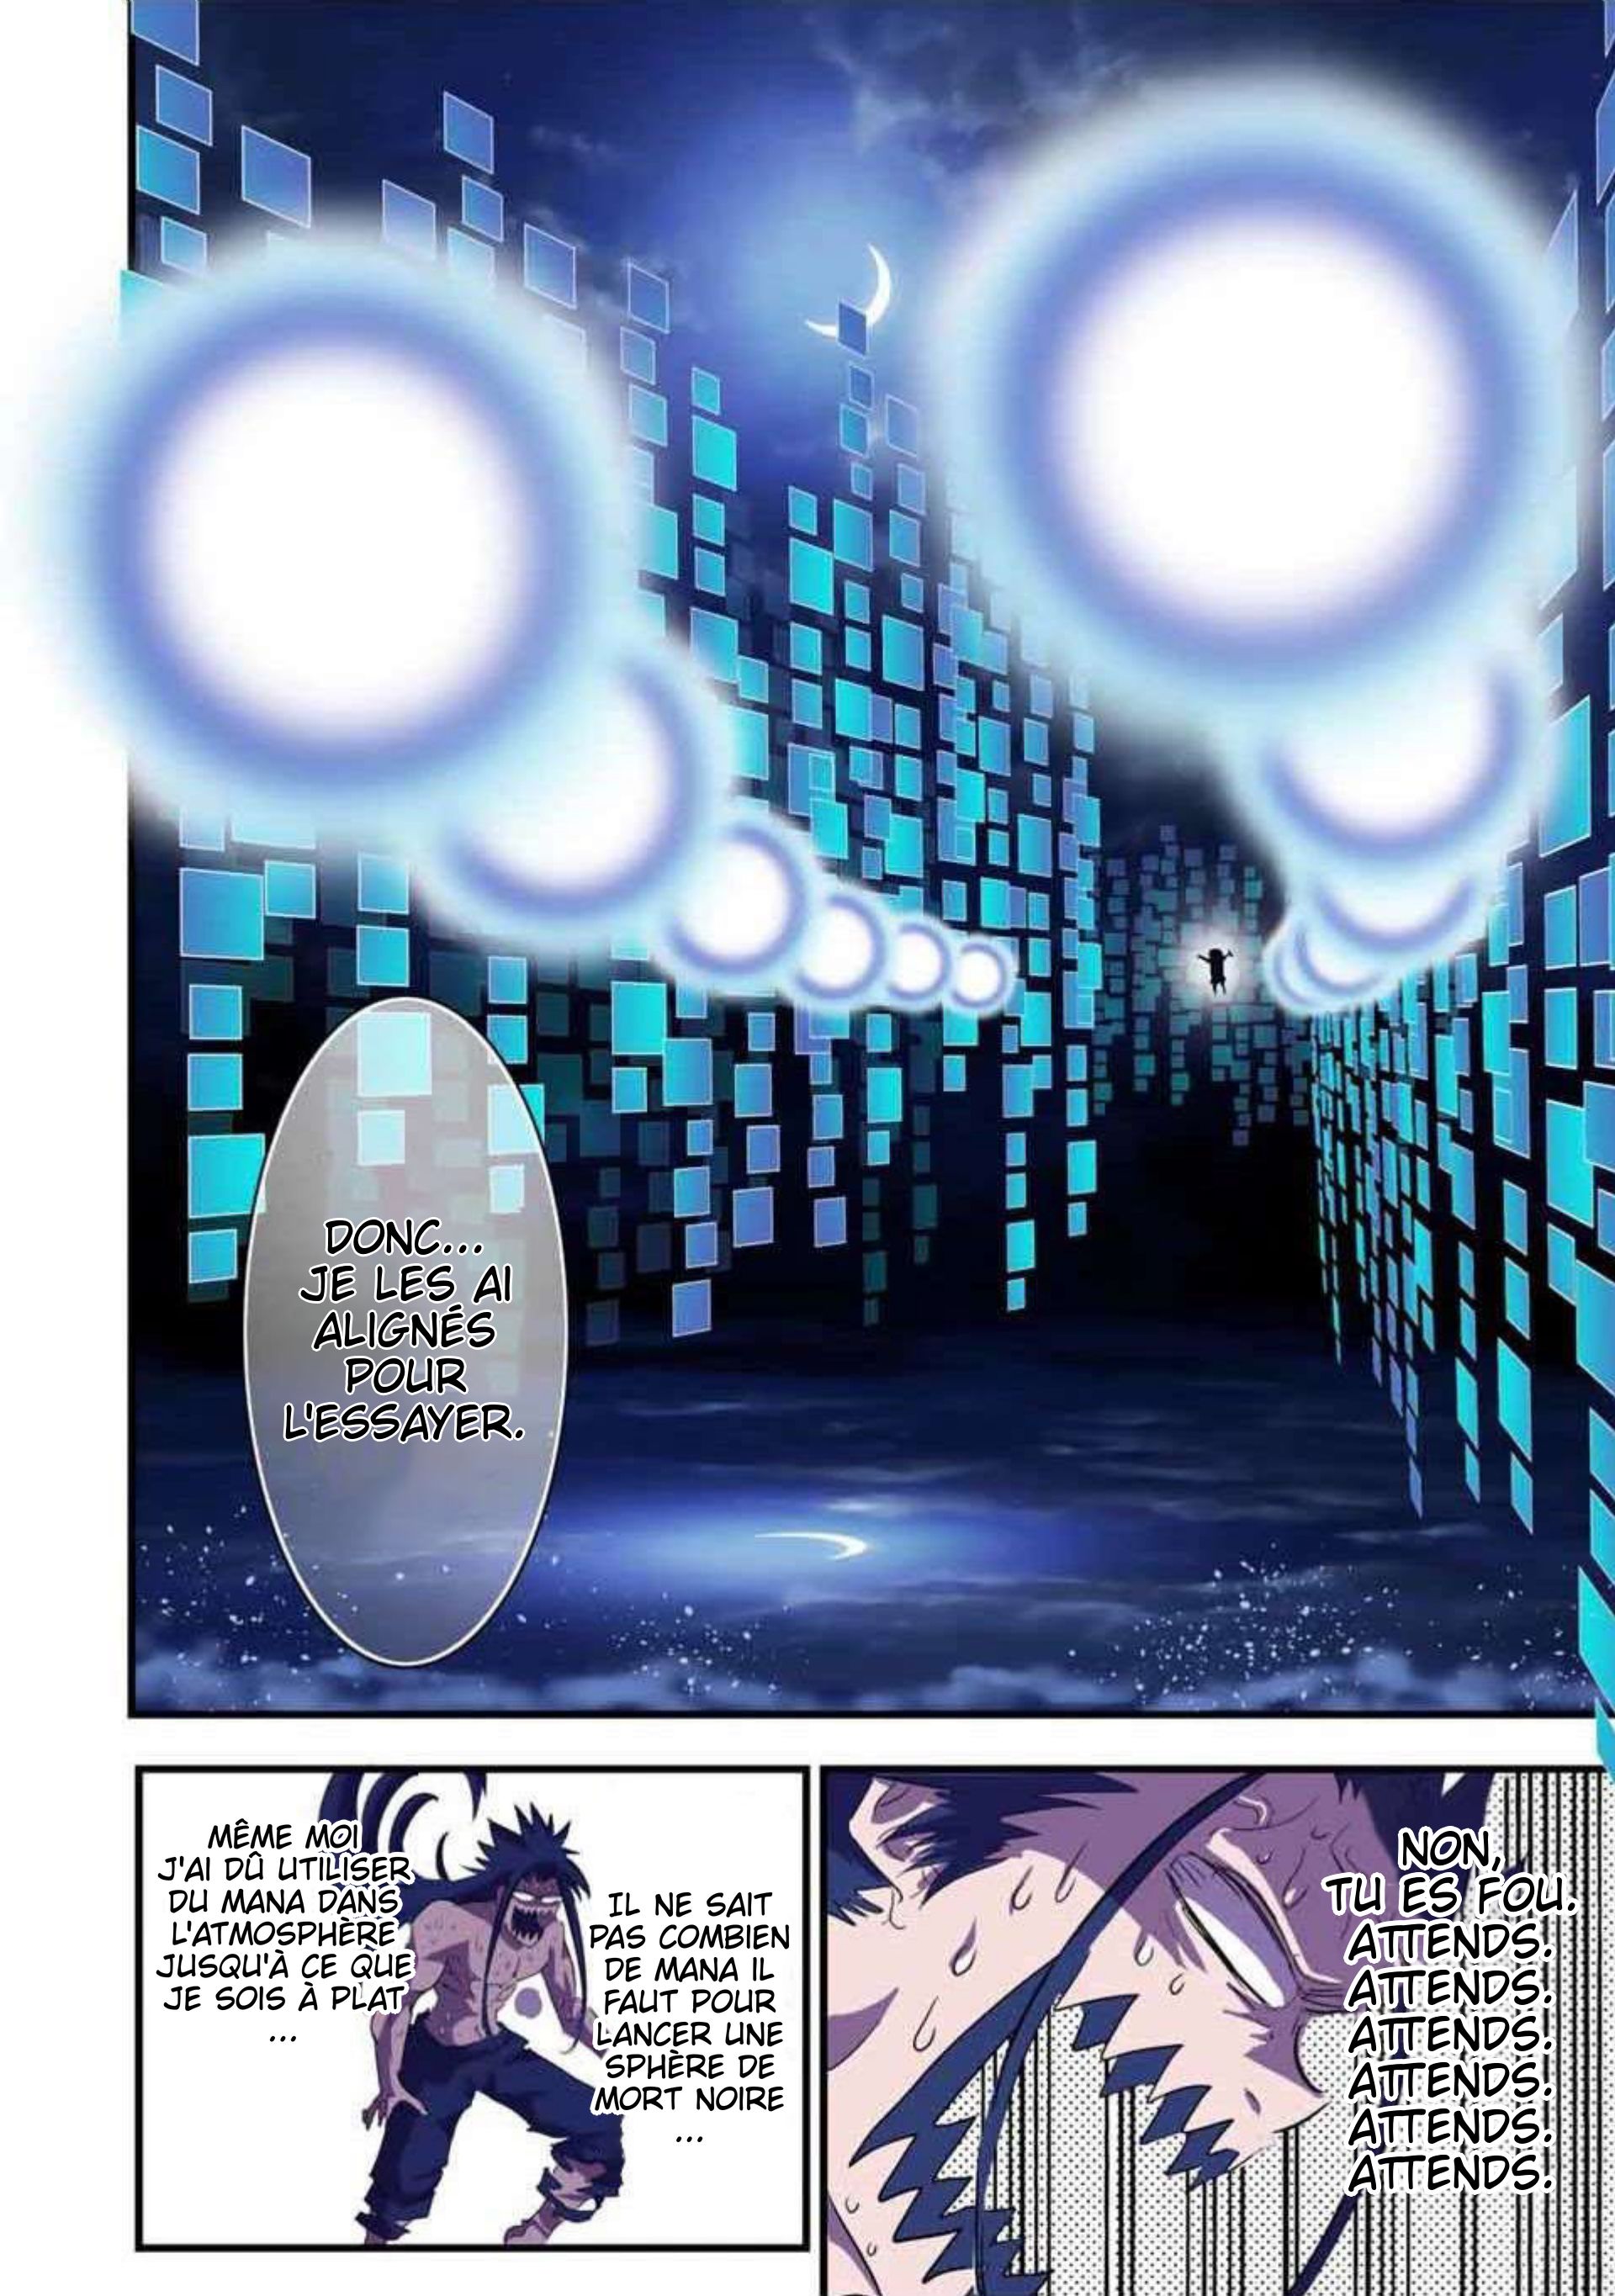 DONC...
JE LES AI
ALIGNÉS
POUR
L'ESSAYER.
NON,
TU ES FOU.
ATTENDS.
ATTENDS.
ATTENDS.
ATTENDS.
ATTENDS.
ATTENDS.
IL NE SAIT
PAS COMBIEN
DE MANA IL
FAUT POUR
LANCER UNE
SPHÈRE DE
MORT NOIRE
...
MÊME MOI
J'AI DÛ UTILISER
DU MANA DANS
L'ATMOSPHÈRE
JUSQU'À CE QUE
JE SOIS À PLAT
...